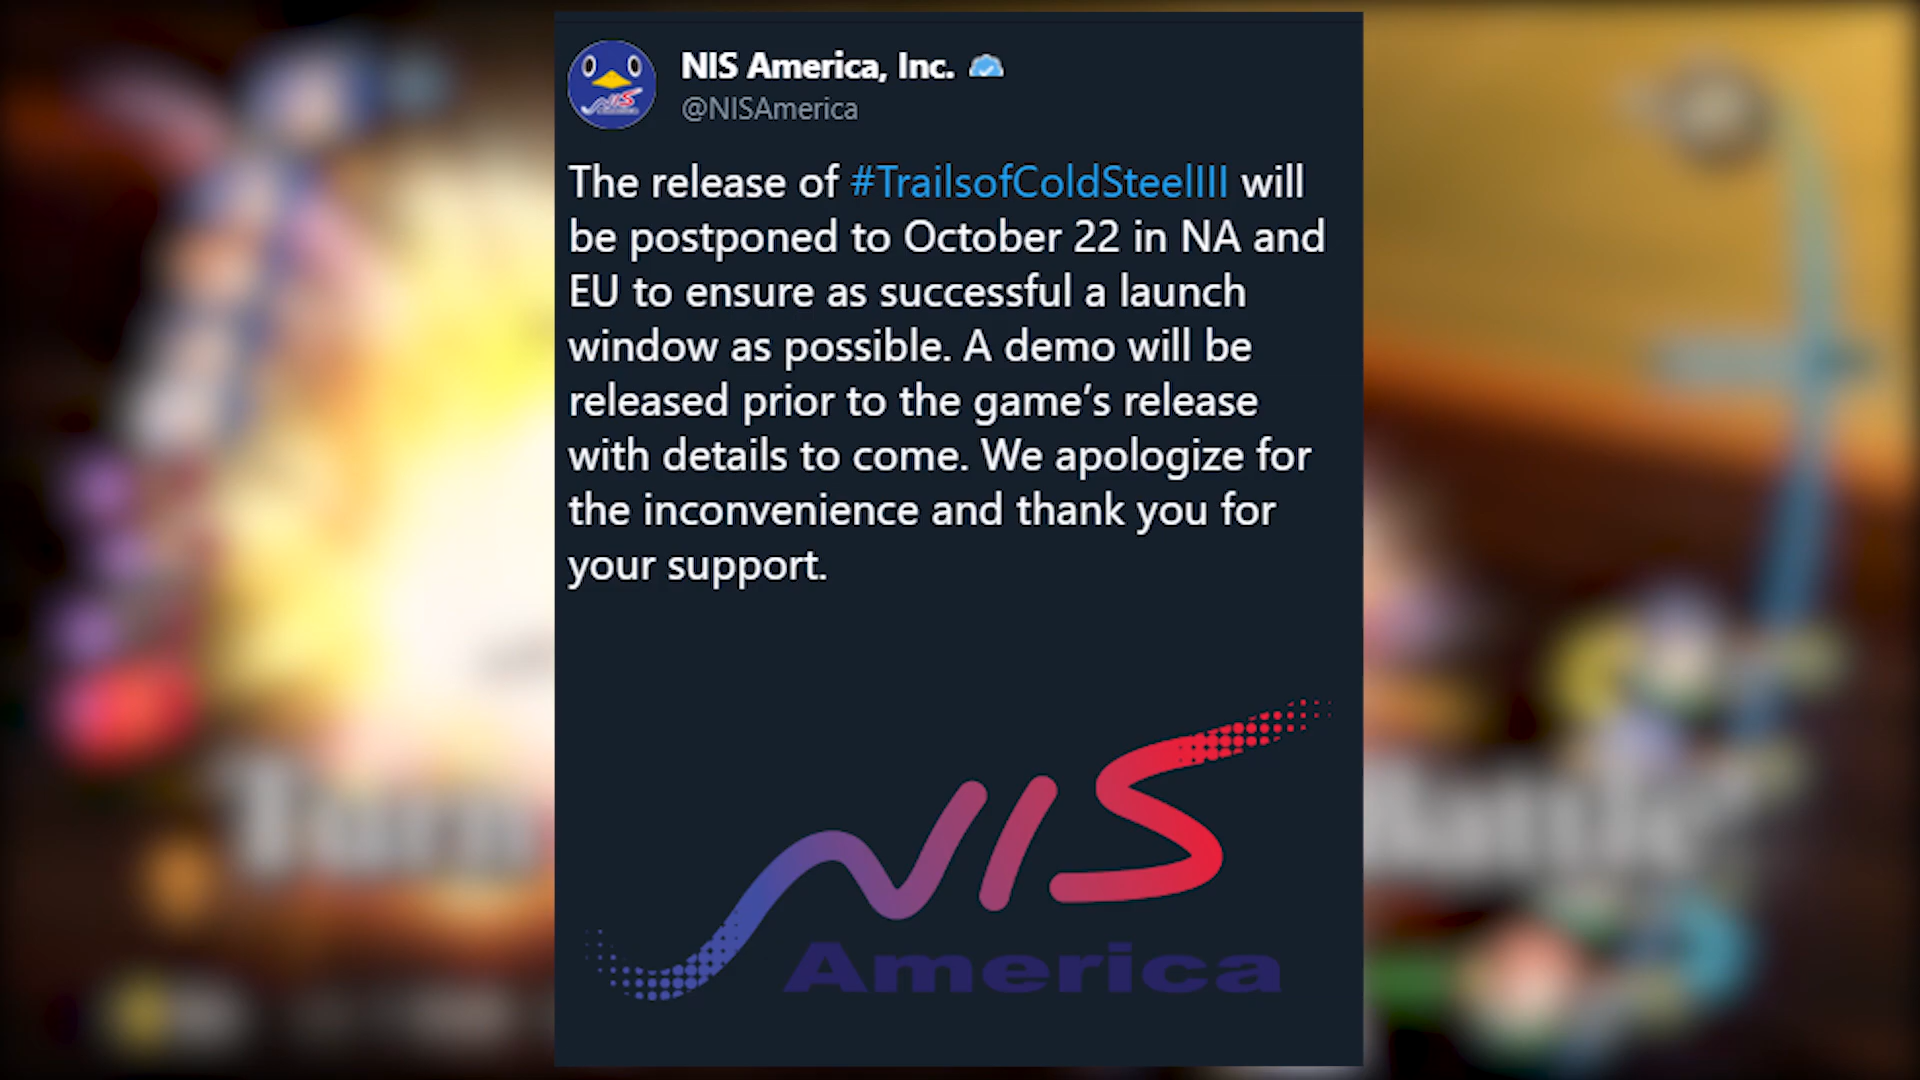 NIS America, Inc.
@NISAmerica
The release of #TrailsofColdSteelIII will
be postponed to October 22 in NA and
EU to ensure as successful a launch
window as possible. A demo will be
released prior to the game’s release
with details to come. We apologize for
the inconvenience and thank you for
your support.
NIS
America